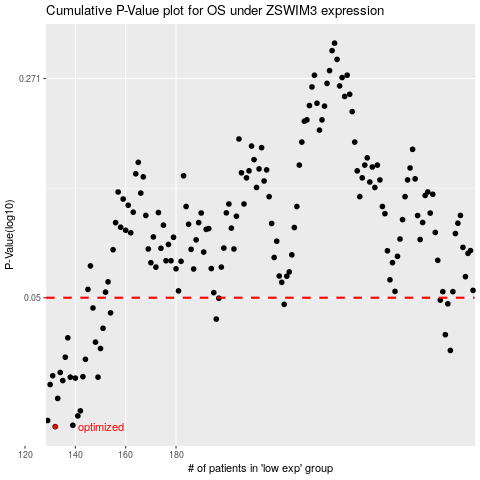 Cumulative P-Value plot for OS under ZSWIM3 expression
P-Value(log10)
0.271
0.05
optimized
120 140 160 180
# of patients in 'low exp' group